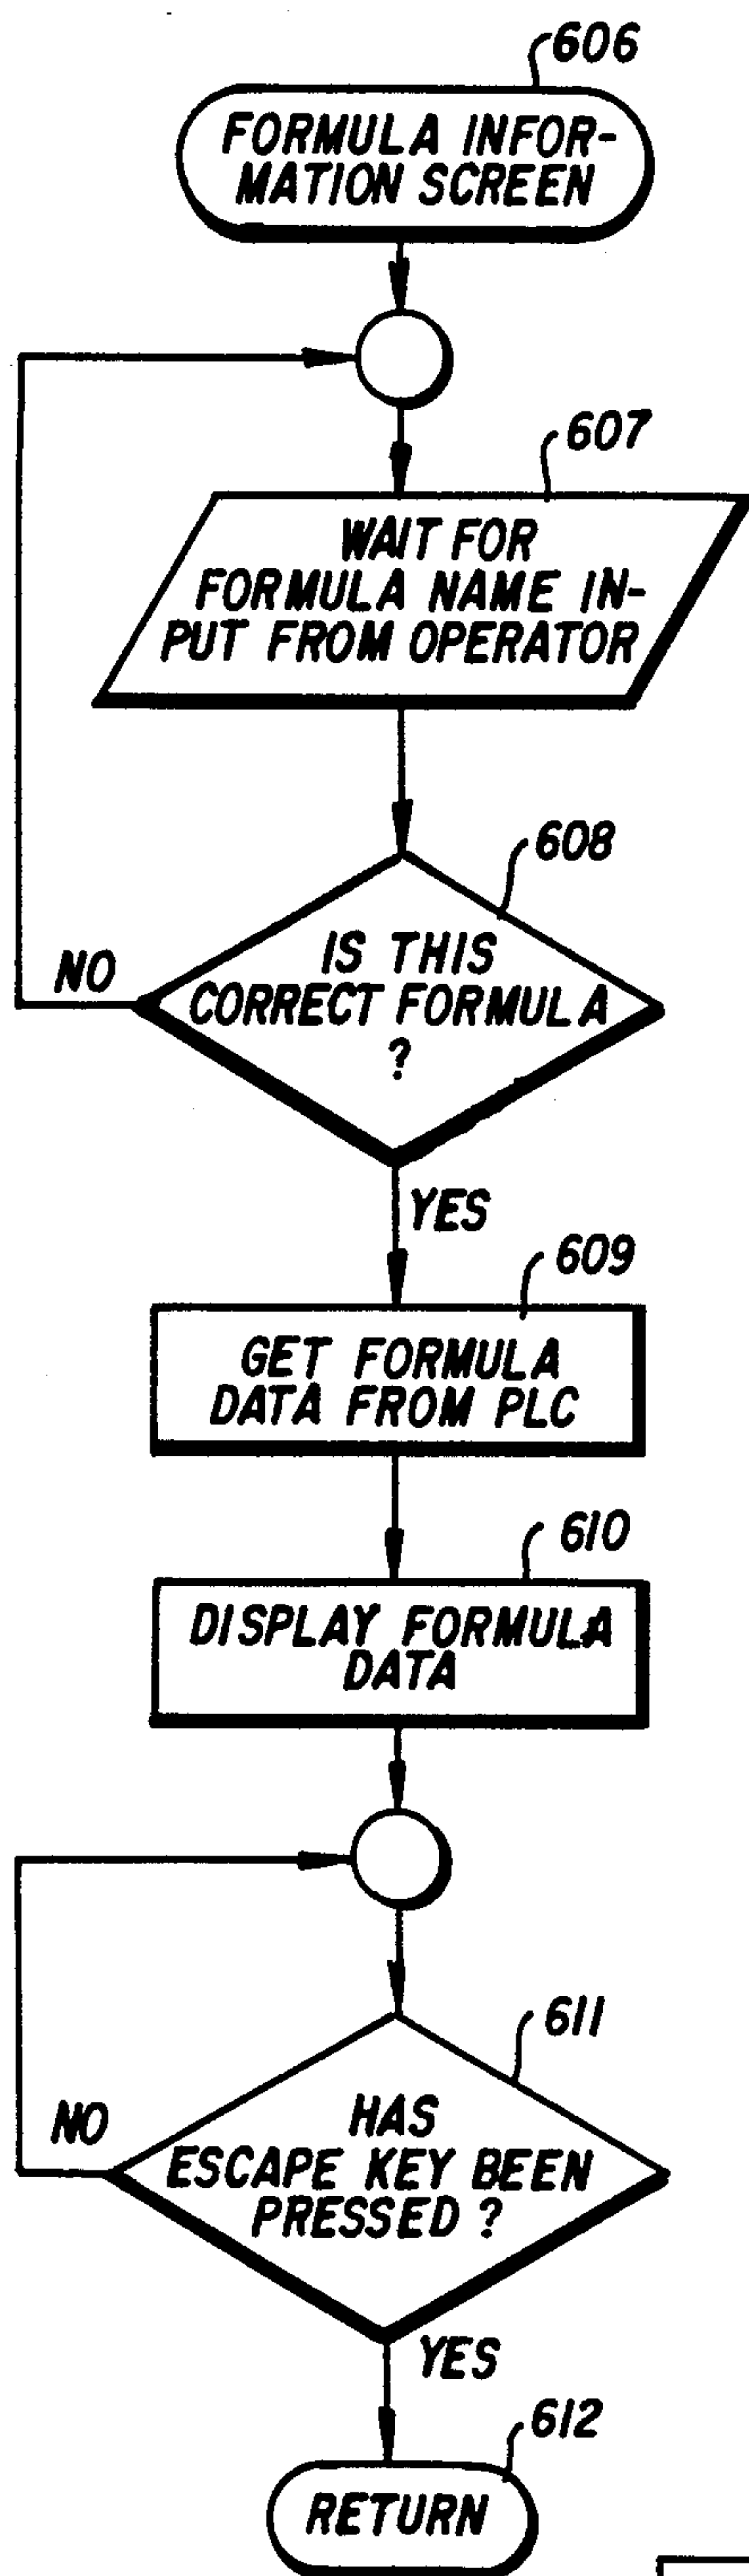 606
FORMULA INFOR-
MATION SCREEN
607
WAIT FOR
FORMULA NAME IN-
PUT FROM OPERATOR
608
IS THIS
CORRECT FORMULA
?
NO
YES
609
GET FORMULA
DATA FROM PLC
610
DISPLAY FORMULA
DATA
611
HAS
ESCAPE KEY BEEN
PRESSED ?
NO
YES
612
RETURN